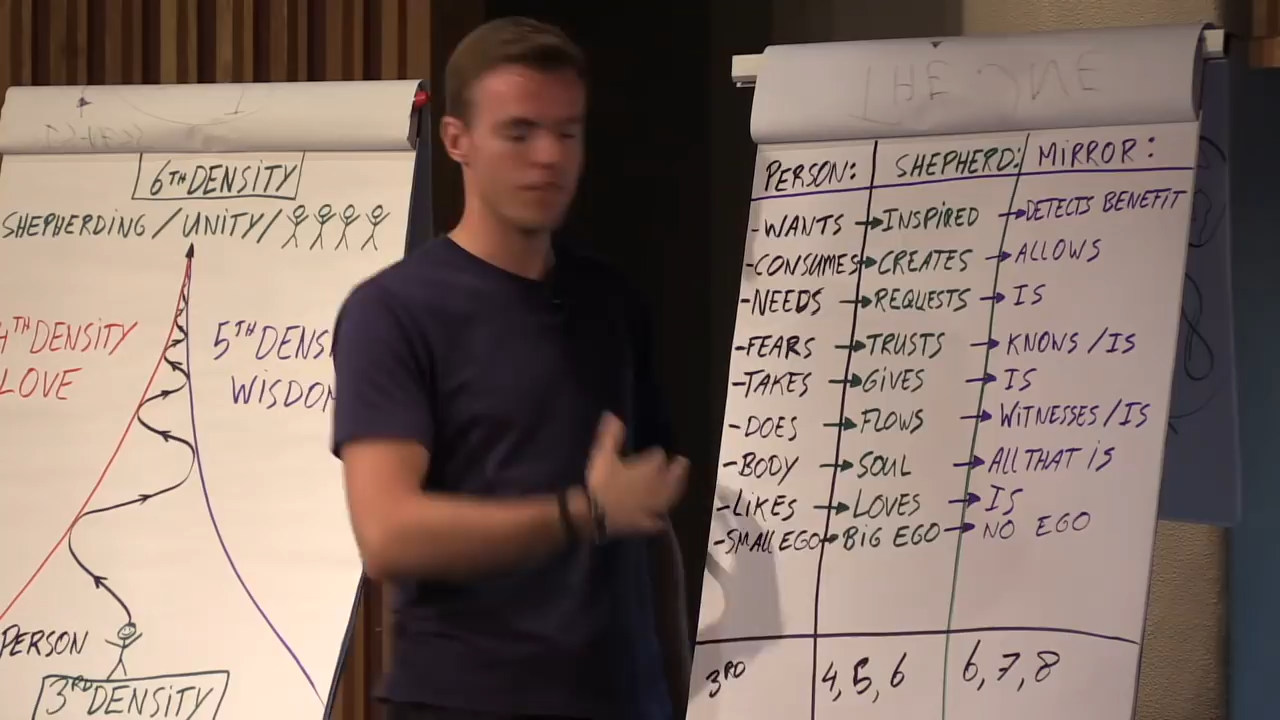 6TH DENSITY
SHEPHERDING / UNITY /
4TH DENSITY
LOVE
5TH DENS
WISDOM
PERSON
3RD DENSITY
THE ONE
PERSON: SHEPHERD: MIRROR:
-WANTS →INSPIRED →DETECTS BENEFIT
-CONSUMES→CREATES →ALLOWS
-NEEDS →REQUESTS →IS
-FEARS →TRUSTS →KNOWS / IS
-TAKES →GIVES →IS
-DOES →FLOWS →WITNESSES / IS
-BODY →SOUL →ALL THAT IS
-LIKES →LOVES →IS
-SMALL EGO→BIG EGO→NO EGO
3RD 4, 5, 6 6, 7, 8